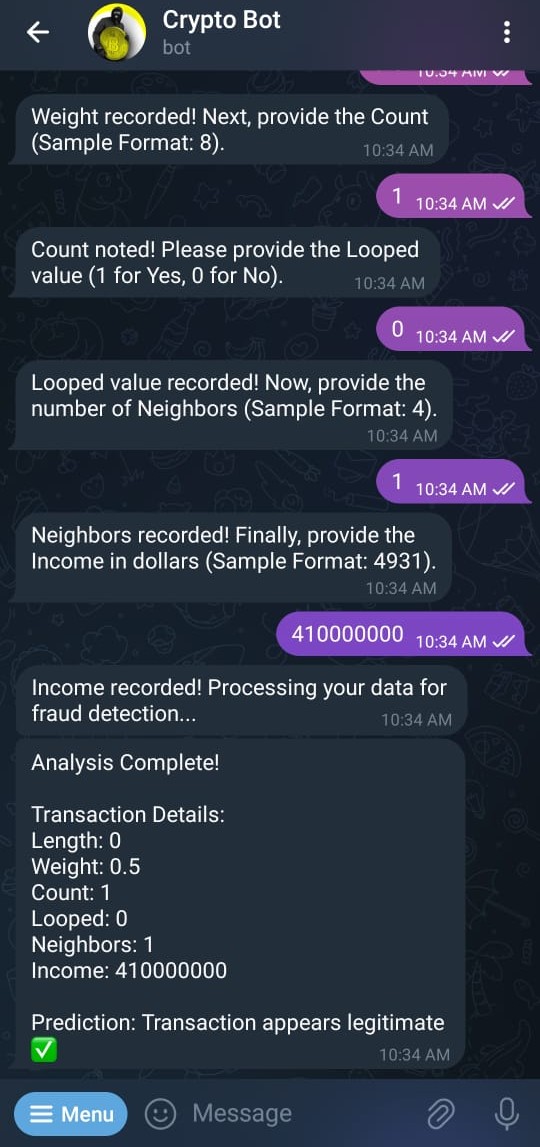 Crypto Bot
bot
10:34 AM
Weight recorded! Next, provide the Count
(Sample Format: 8).
10:34 AM
1 10:34 AM
Count noted! Please provide the Looped
value (1 for Yes, 0 for No).
10:34 AM
0 10:34 AM
Looped value recorded! Now, provide the
number of Neighbors (Sample Format: 4).
10:34 AM
1 10:34 AM
Neighbors recorded! Finally, provide the
Income in dollars (Sample Format: 4931).
10:34 AM
410000000 10:34 AM
Income recorded! Processing your data for
fraud detection...
10:34 AM
Analysis Complete!
Transaction Details:
Length: 0
Weight: 0.5
Count: 1
Looped: 0
Neighbors: 1
Income: 410000000
Prediction: Transaction appears legitimate
✅
10:34 AM
Menu
Message